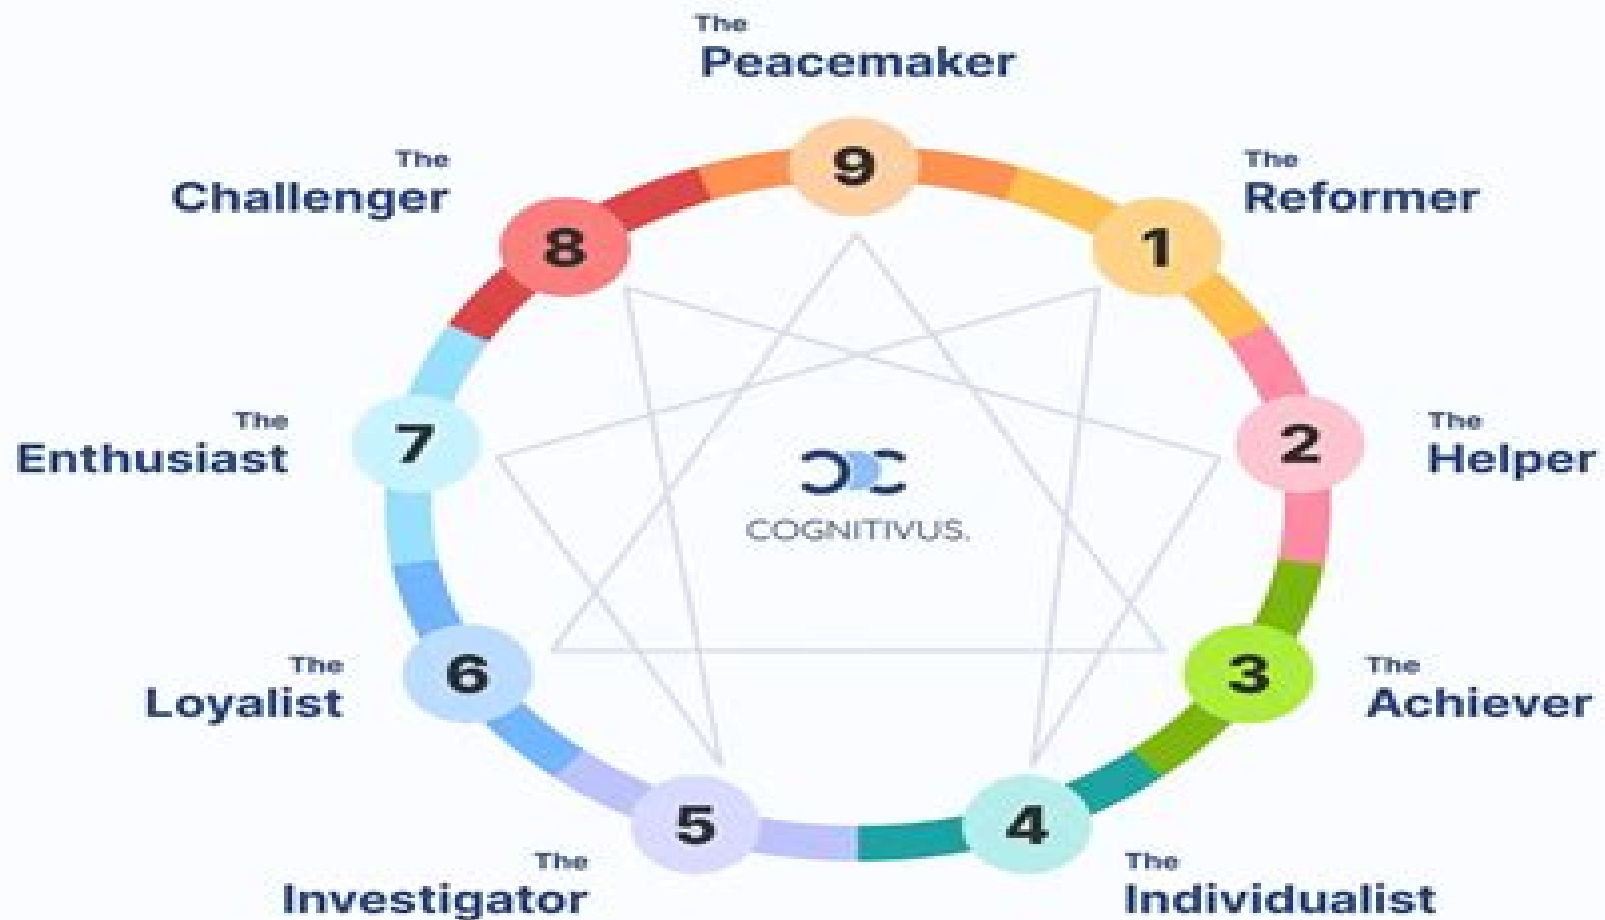 The
Peacemaker
9
The
Challenger
8
The
Reformer
1
The
Enthusiast
7
The
Helper
2
COGNITIVUS.
The
Loyalist
6
The
Achiever
3
The
Investigator
5
The
Individualist
4